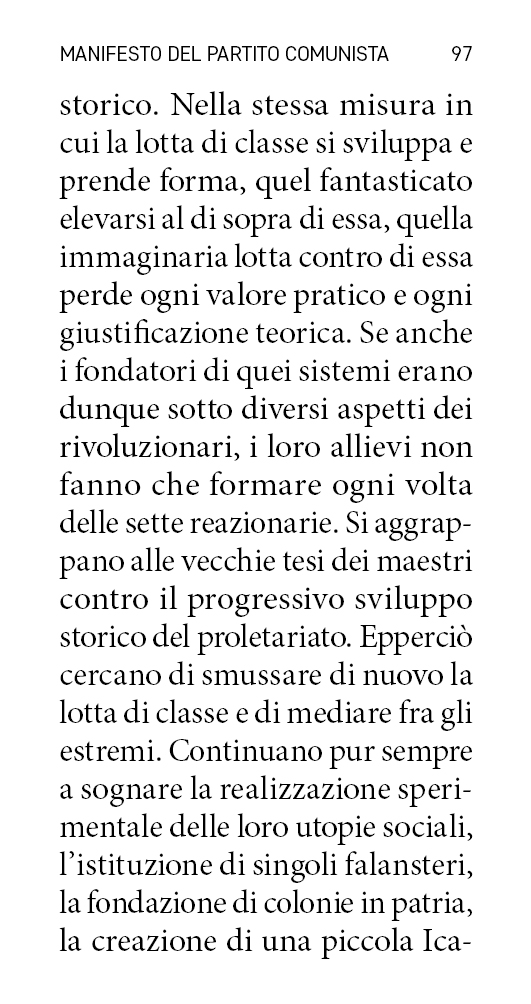 MANIFESTO DEL PARTITO COMUNISTA 97
storico. Nella stessa misura in
cui la lotta di classe si sviluppa e
prende forma, quel fantasticato
elevarsi al di sopra di essa, quella
immaginaria lotta contro di essa
perde ogni valore pratico e ogni
giustificazione teorica. Se anche
i fondatori di quei sistemi erano
dunque sotto diversi aspetti dei
rivoluzionari, i loro allievi non
fanno che formare ogni volta
delle sette reazionarie. Si aggrap-
pano alle vecchie tesi dei maestri
contro il progressivo sviluppo
storico del proletariato. Epperciò
cercano di smussare di nuovo la
lotta di classe e di mediare fra gli
estremi. Continuano pur sempre
a sognare la realizzazione speri-
mentale delle loro utopie sociali,
l’istituzione di singoli falansteri,
la fondazione di colonie in patria,
la creazione di una piccola Ica-